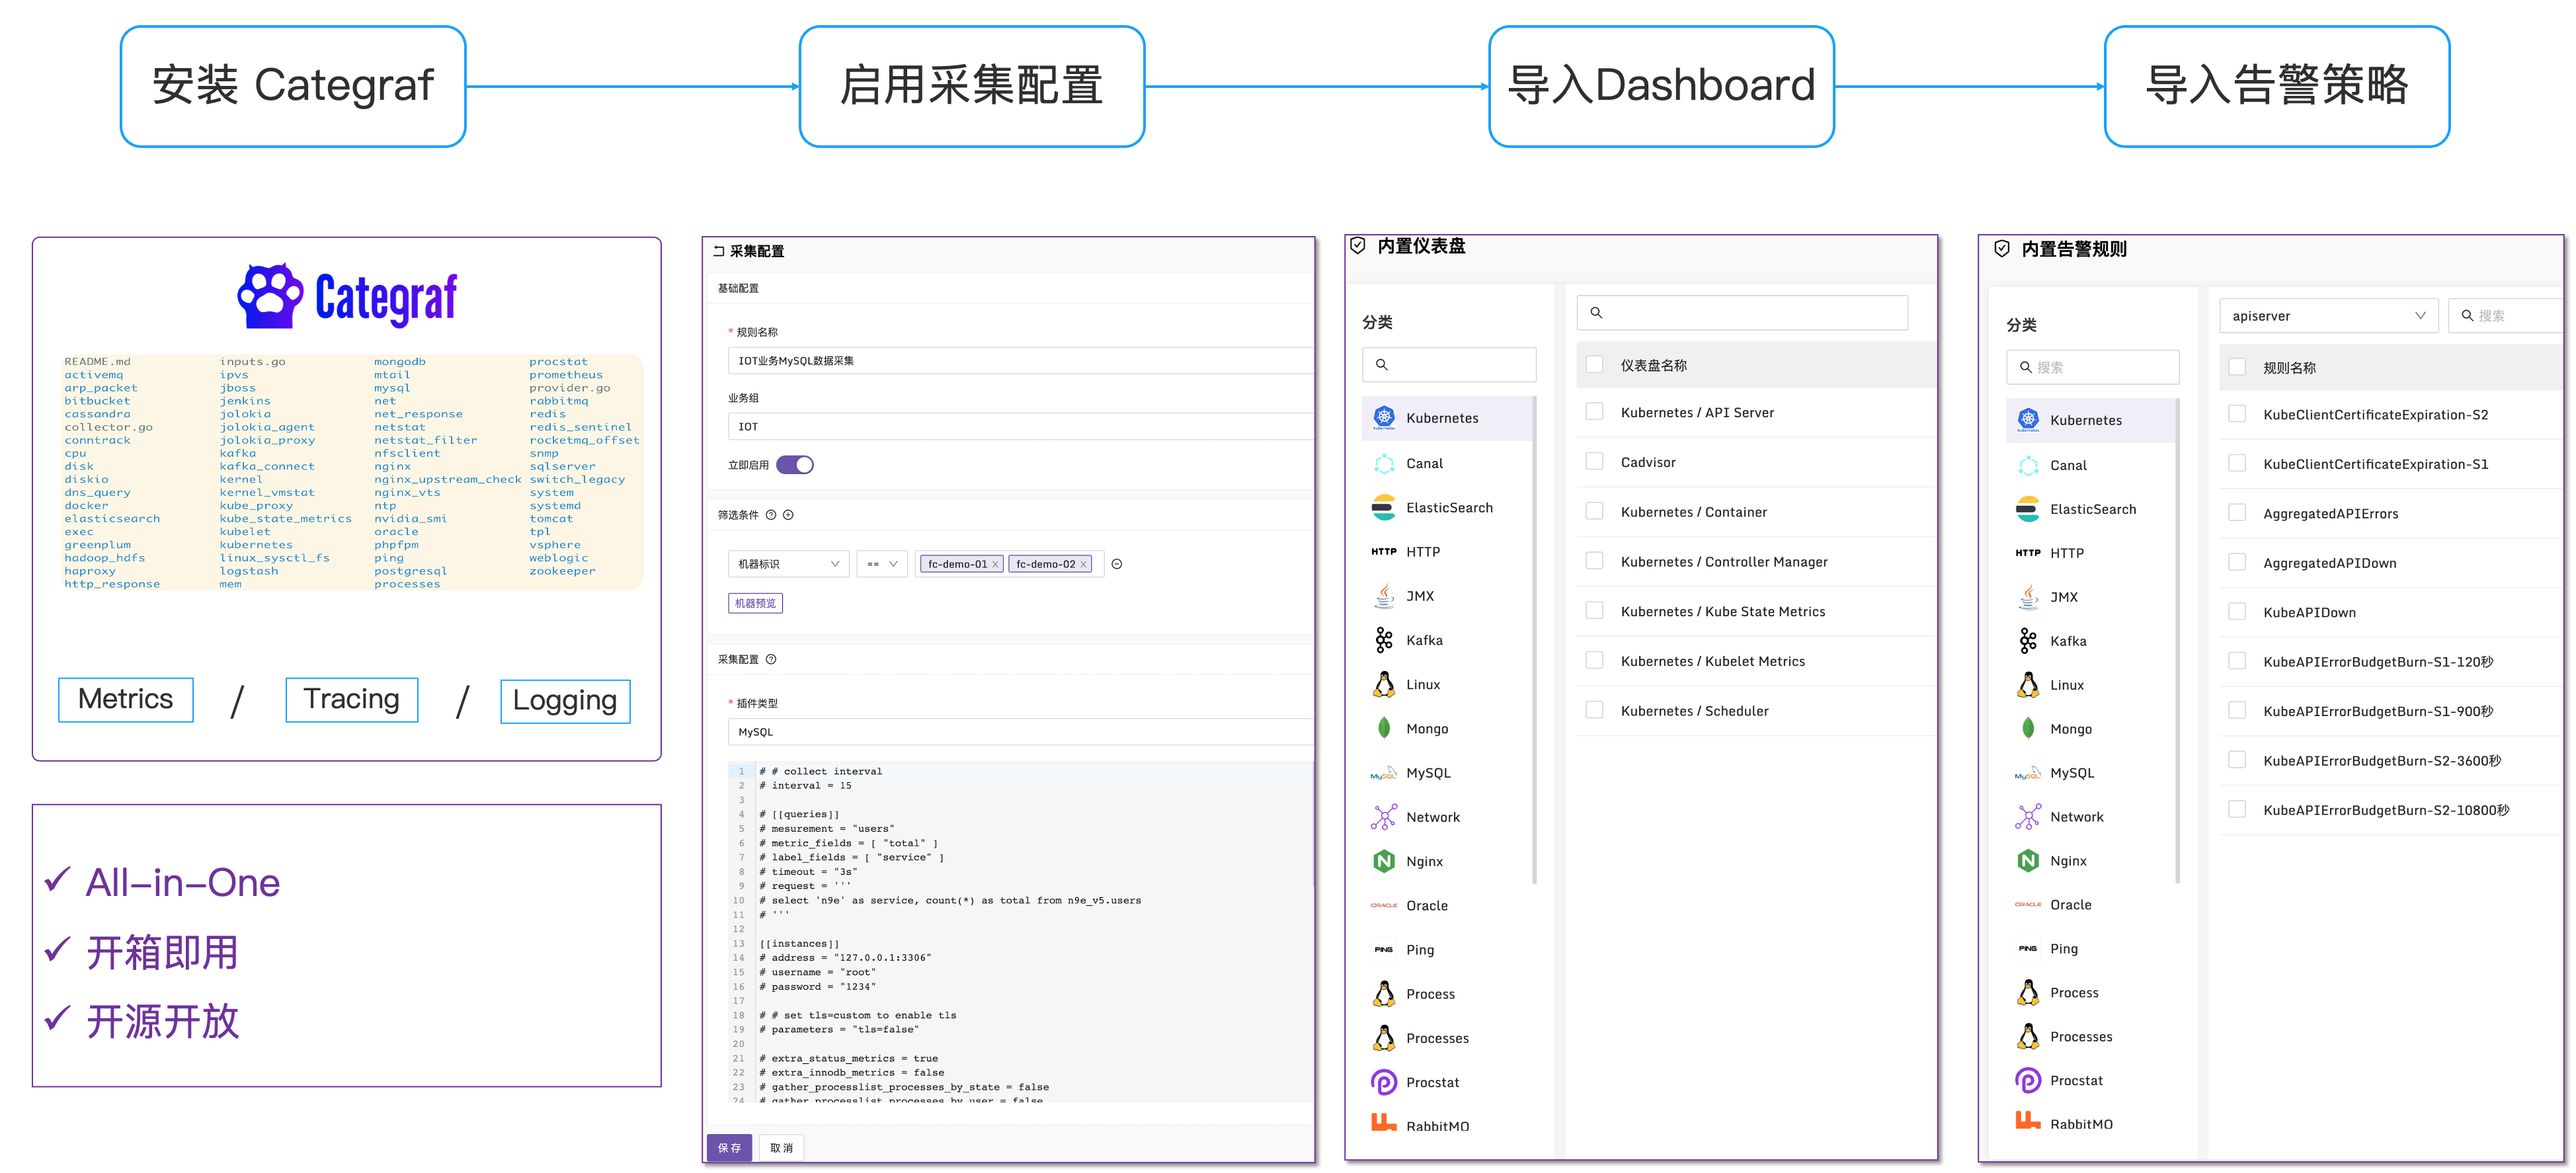 安装 Categraf
启用采集配置
导入Dashboard
导入告警策略
Categraf
README.md inputs.go mongodb procstat
activemq ipvs mtail prometheus
arp_packet jboss mysql provider.go
bitbucket jenkins net rabbitmq
cassandra jolokia net_response redis
collector.go jolokia_agent netstat redis_sentinel
conntrack jolokia_proxy netstat_filter rocketmq_offset
cpu kafka nfsclient snmp
disk kafka_connect nginx sqlserver
diskio kernel nginx_upstream_check switch_legacy
dns_query kernel_vmstat nginx_vts system
docker kube_proxy ntp systemd
elasticsearch kube_state_metrics nvidia_smi tomcat
exec kubelet oracle tpl
greenplum kubernetes phpfpm vsphere
hadoop_hdfs linux_sysctl_fs ping weblogic
haproxy logstash postgresql zookeeper
http_response mem processes
Metrics / Tracing / Logging
✓ All-in-One
✓ 开箱即用
✓ 开源开放
采集配置
基础配置
* 规则名称
IOT业务MySQL数据采集
业务组
IOT
立即启用
筛选条件
机器标识 == fc-demo-01 × fc-demo-02 ×
机器预览
采集配置
* 插件类型
MySQL
1 # # collect interval
2 # interval = 15
3
4 # [[queries]]
5 # mesurement = "users"
6 # metric_fields = [ "total" ]
7 # label_fields = [ "service" ]
8 # timeout = "3s"
9 # request = '''
10 # select 'n9e' as service, count(*) as total from n9e_v5.users
11 # '''
12
13 [[instances]]
14 # address = "127.0.0.1:3306"
15 # username = "root"
16 # password = "1234"
17
18 # # set tls=custom to enable tls
19 # parameters = "tls=false"
20
21 # extra_status_metrics = true
22 # extra_innodb_metrics = false
23 # gather_processlist_processes_by_state = false
24 # gather_processlist_processes_by_user = false
保存 取消
内置仪表盘
分类
Kubernetes
Canal
ElasticSearch
HTTP HTTP
JMX
Kafka
Linux
Mongo
MySQL MySQL
Network
Nginx
ORACLE Oracle
PING Ping
Process
Processes
Procstat
RabbitMQ
仪表盘名称
Kubernetes / API Server
Cadvisor
Kubernetes / Container
Kubernetes / Controller Manager
Kubernetes / Kube State Metrics
Kubernetes / Kubelet Metrics
Kubernetes / Scheduler
内置告警规则
分类
搜索
Kubernetes
Canal
ElasticSearch
HTTP HTTP
JMX
Kafka
Linux
Mongo
MySQL MySQL
Network
Nginx
ORACLE Oracle
PING Ping
Process
Processes
Procstat
RabbitMQ
apiserver 搜索
规则名称
KubeClientCertificateExpiration-S2
KubeClientCertificateExpiration-S1
AggregatedAPIErrors
AggregatedAPIDown
KubeAPIDown
KubeAPIErrorBudgetBurn-S1-120秒
KubeAPIErrorBudgetBurn-S1-900秒
KubeAPIErrorBudgetBurn-S2-3600秒
KubeAPIErrorBudgetBurn-S2-10800秒